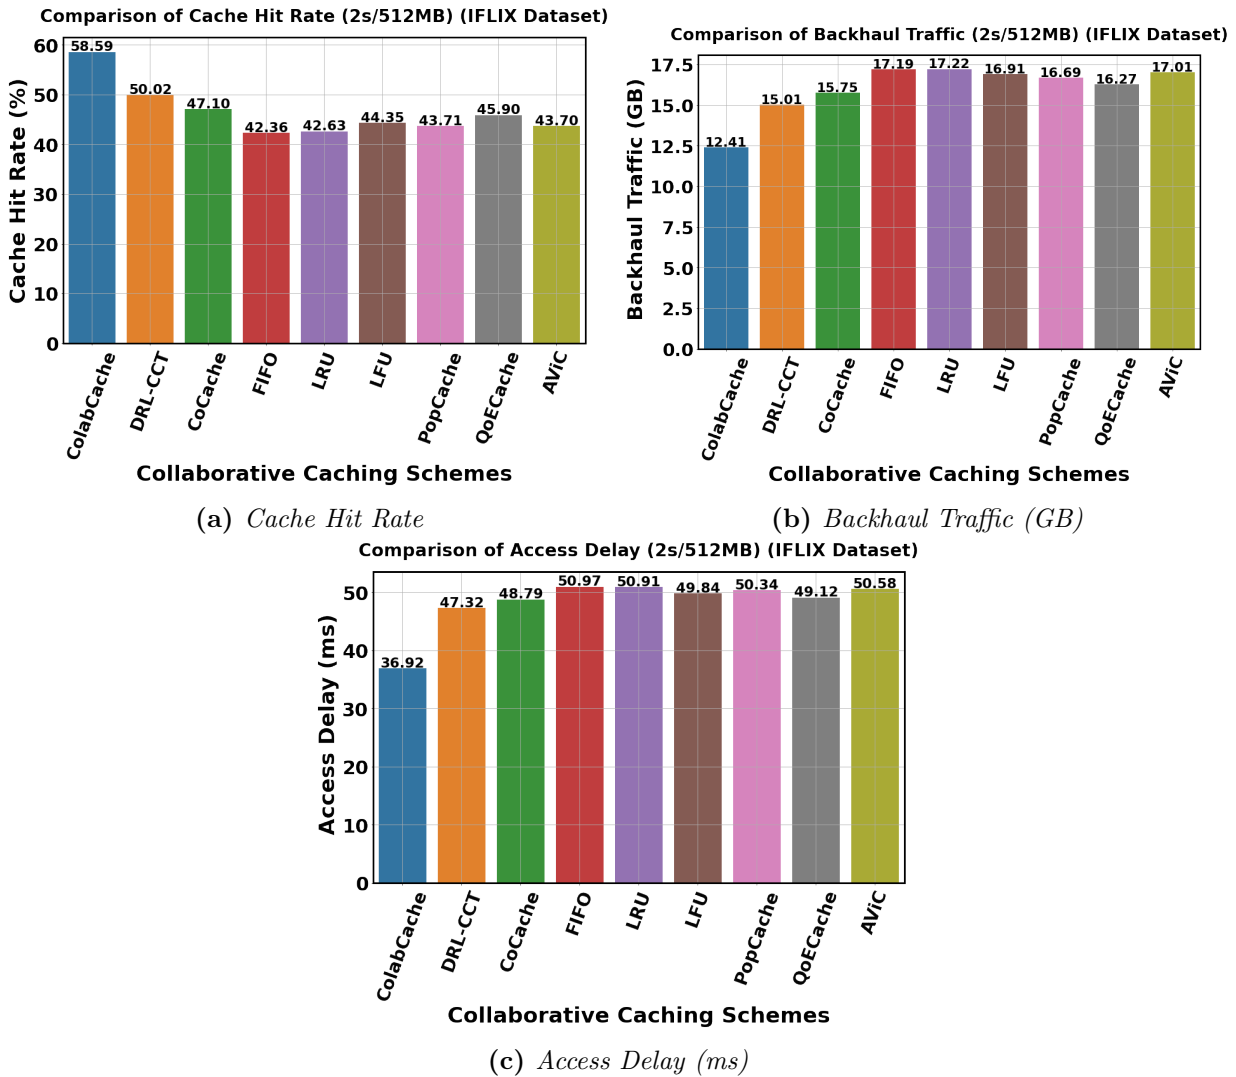 Comparison of Cache Hit Rate (2s/512MB) (IFLIX Dataset)
Cache Hit Rate (%)
60
50
40
30
20
10
0
58.59
50.02
47.10
42.36
42.63
44.35
43.71
45.90
43.70
ColabCache
DRL-CCT
CoCache
FIFO
LRU
LFU
PopCache
QoECache
AViC
Collaborative Caching Schemes
(a) Cache Hit Rate
Comparison of Backhaul Traffic (2s/512MB) (IFLIX Dataset)
Backhaul Traffic (GB)
17.5
15.0
12.5
10.0
7.5
5.0
2.5
0.0
12.41
15.01
15.75
17.19
17.22
16.91
16.69
16.27
17.01
ColabCache
DRL-CCT
CoCache
FIFO
LRU
LFU
PopCache
QoECache
AViC
Collaborative Caching Schemes
(b) Backhaul Traffic (GB)
Comparison of Access Delay (2s/512MB) (IFLIX Dataset)
Access Delay (ms)
50
40
30
20
10
0
36.92
47.32
48.79
50.97
50.91
49.84
50.34
49.12
50.58
ColabCache
DRL-CCT
CoCache
FIFO
LRU
LFU
PopCache
QoECache
AViC
Collaborative Caching Schemes
(c) Access Delay (ms)